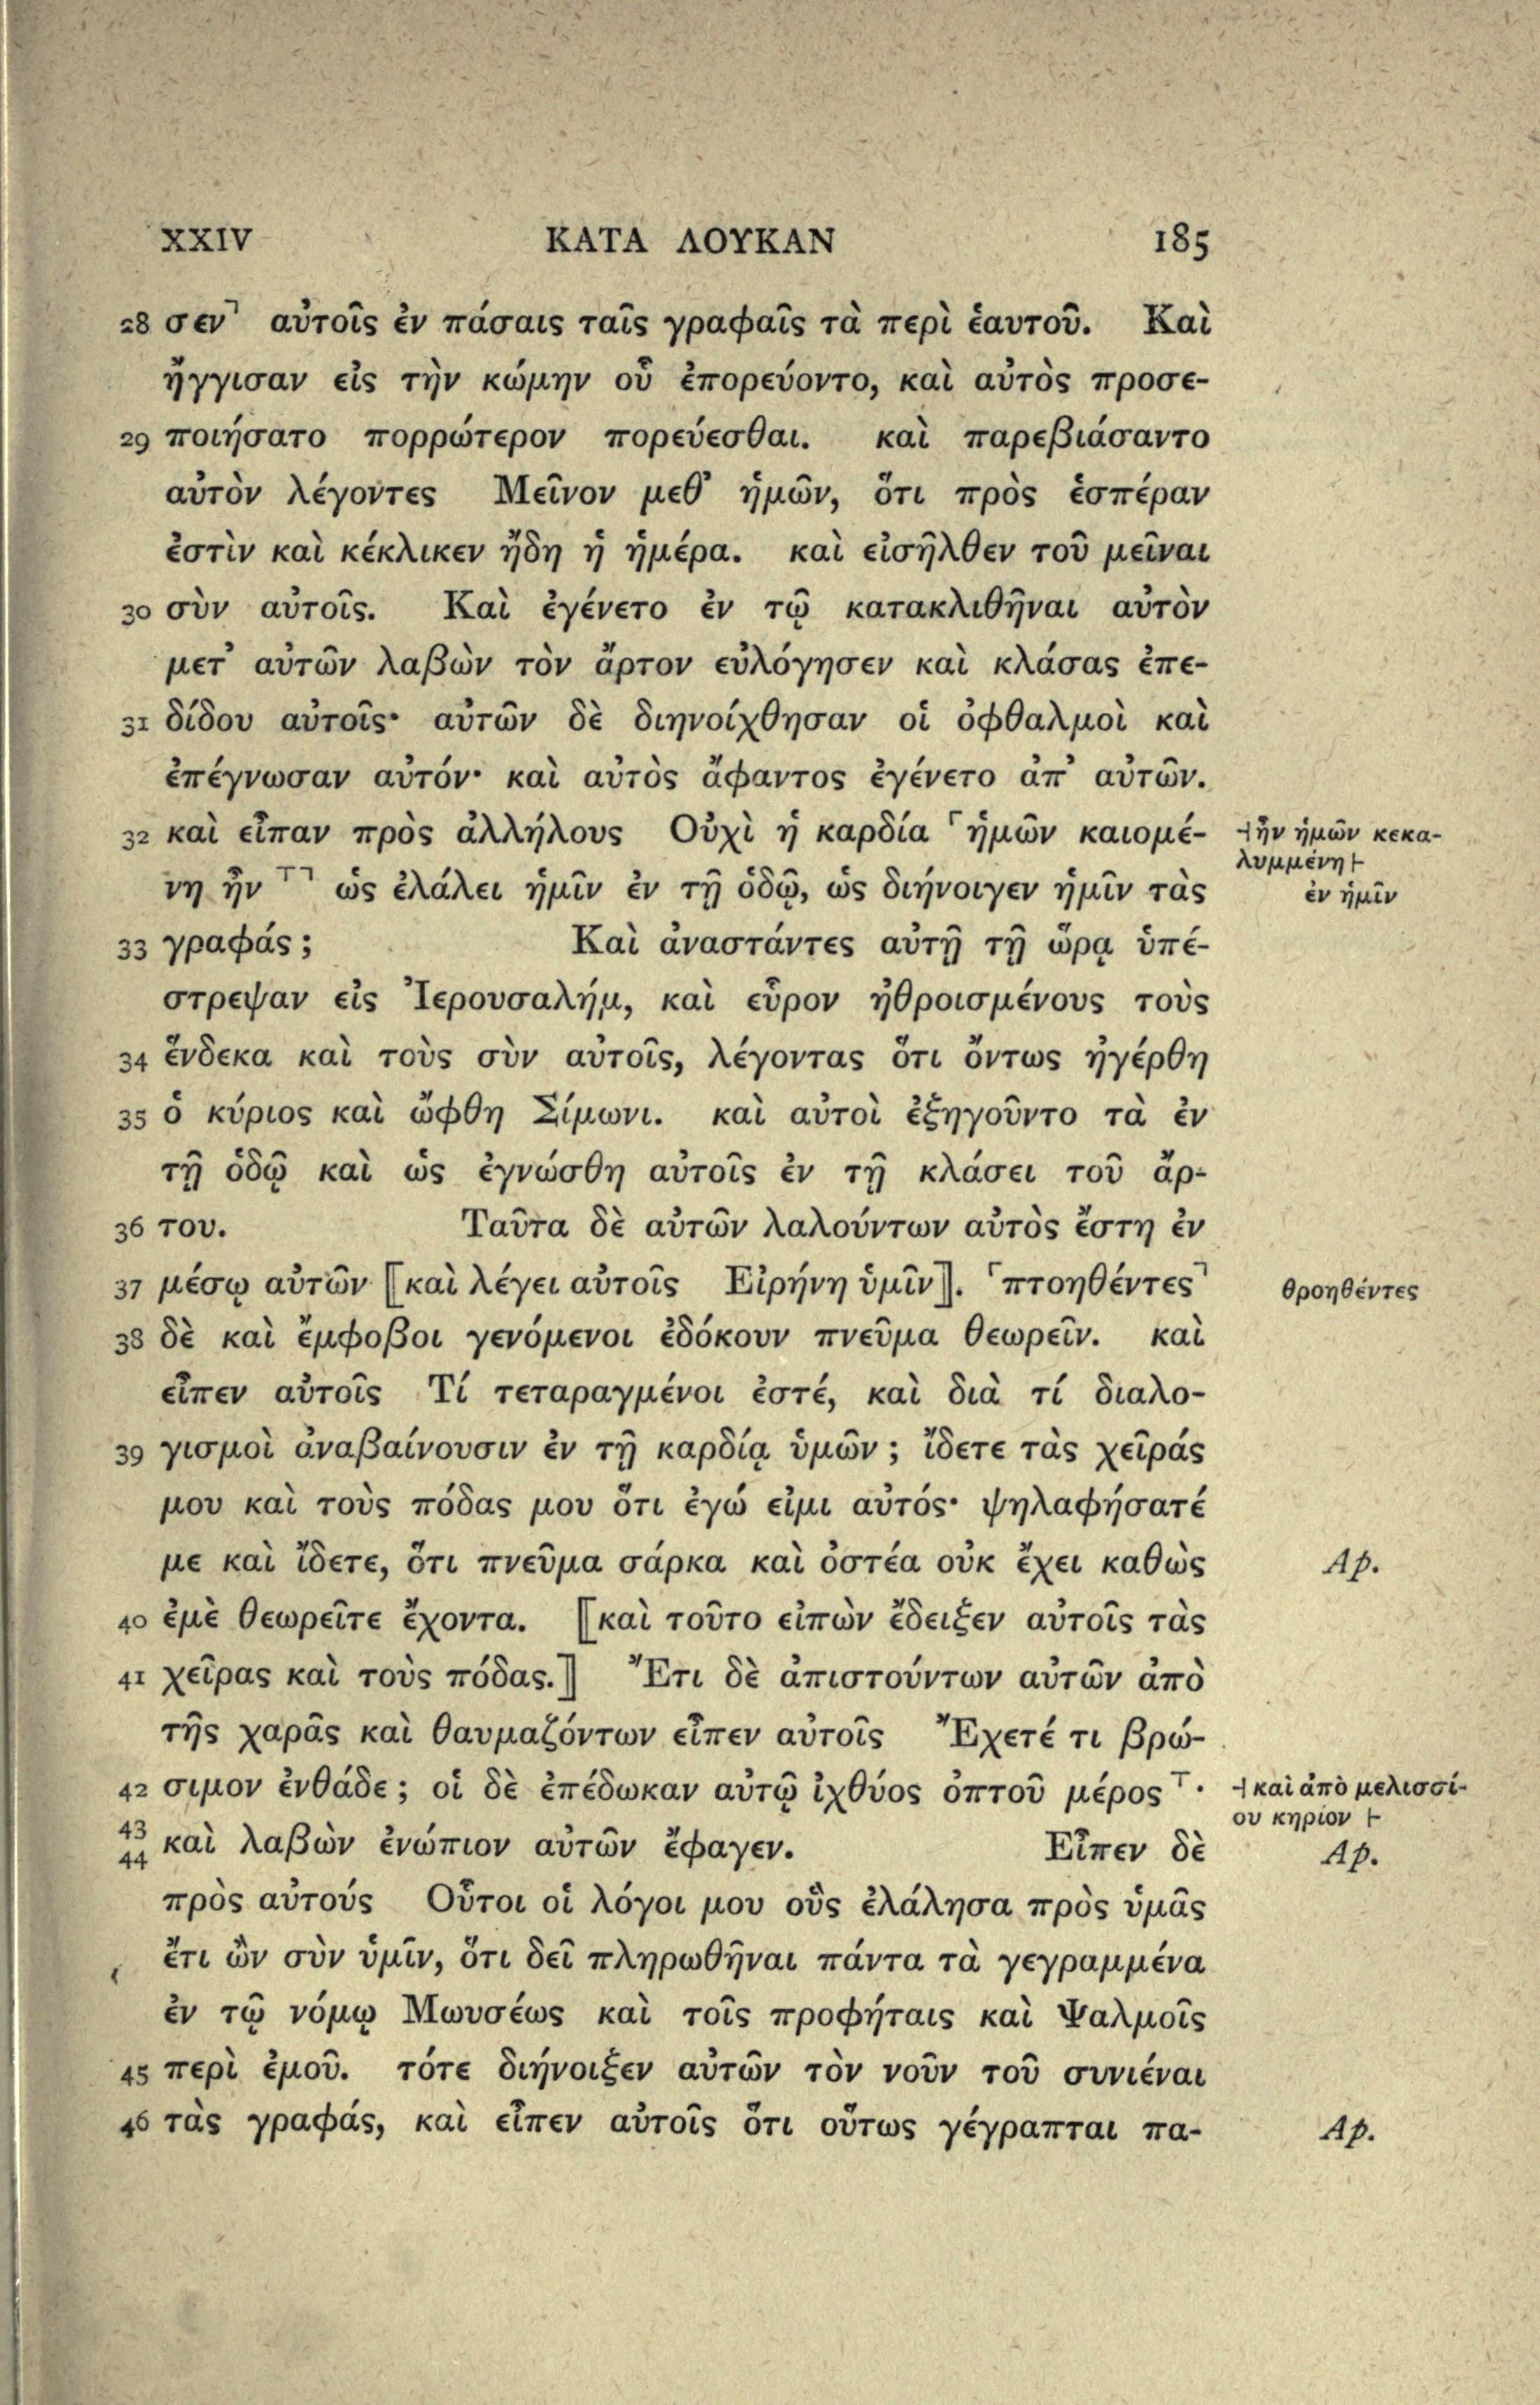 XXIV ΚΑΤΑ ΛΟΥΚΑΝ 185
28 σεν⸣ αὐτοῖς ἐν πάσαις ταῖς γραφαῖς τὰ περὶ ἑαυτοῦ. Καὶ
ἤγγισαν εἰς τὴν κώμην οὗ ἐπορεύοντο, καὶ αὐτὸς προσε-
29 ποιήσατο πορρώτερον πορεύεσθαι. καὶ παρεβιάσαντο
αὐτὸν λέγοντες Μεῖνον μεθ᾽ ἡμῶν, ὅτι πρὸς ἑσπέραν
ἐστὶν καὶ κέκλικεν ἤδη ἡ ἡμέρα. καὶ εἰσῆλθεν τοῦ μεῖναι
30 σὺν αὐτοῖς. Καὶ ἐγένετο ἐν τῷ κατακλιθῆναι αὐτὸν
μετ᾽ αὐτῶν λαβὼν τὸν ἄρτον εὐλόγησεν καὶ κλάσας ἐπε-
31 δίδου αὐτοῖς· αὐτῶν δὲ διηνοίχθησαν οἱ ὀφθαλμοὶ καὶ
ἐπέγνωσαν αὐτόν· καὶ αὐτὸς ἄφαντος ἐγένετο ἀπ᾽ αὐτῶν.
32 καὶ εἶπαν πρὸς ἀλλήλους Οὐχὶ ἡ καρδία ⸢ἡμῶν καιομέ- ⊣ἦν ἡμῶν κεκα-
λυμμένη⊢
νη ἦν ⸆⸣ ὡς ἐλάλει ἡμῖν ἐν τῇ ὁδῷ, ὡς διήνοιγεν ἡμῖν τὰς ἐν ἡμῖν
33 γραφάς; Καὶ ἀναστάντες αὐτῇ τῇ ὥρᾳ ὑπέ-
στρεψαν εἰς Ἰερουσαλήμ, καὶ εὗρον ἠθροισμένους τοὺς
34 ἕνδεκα καὶ τοὺς σὺν αὐτοῖς, λέγοντας ὅτι ὄντως ἠγέρθη
35 ὁ κύριος καὶ ὤφθη Σίμωνι. καὶ αὐτοὶ ἐξηγοῦντο τὰ ἐν
τῇ ὁδῷ καὶ ὡς ἐγνώσθη αὐτοῖς ἐν τῇ κλάσει τοῦ ἄρ-
36 του. Ταῦτα δὲ αὐτῶν λαλούντων αὐτὸς ἔστη ἐν
37 μέσῳ αὐτῶν ⟦καὶ λέγει αὐτοῖς Εἰρήνη ὑμῖν⟧. ⸢πτοηθέντες⸣ θροηθέντες
38 δὲ καὶ ἔμφοβοι γενόμενοι ἐδόκουν πνεῦμα θεωρεῖν. καὶ
εἶπεν αὐτοῖς Τί τεταραγμένοι ἐστέ, καὶ διὰ τί διαλο-
39 γισμοὶ ἀναβαίνουσιν ἐν τῇ καρδίᾳ ὑμῶν; ἴδετε τὰς χεῖράς
μου καὶ τοὺς πόδας μου ὅτι ἐγώ εἰμι αὐτός· ψηλαφήσατέ
με καὶ ἴδετε, ὅτι πνεῦμα σάρκα καὶ ὀστέα οὐκ ἔχει καθὼς Ap.
40 ἐμὲ θεωρεῖτε ἔχοντα. ⟦καὶ τοῦτο εἰπὼν ἔδειξεν αὐτοῖς τὰς
41 χεῖρας καὶ τοὺς πόδας.⟧ Ἔτι δὲ ἀπιστούντων αὐτῶν ἀπὸ
τῆς χαρᾶς καὶ θαυμαζόντων εἶπεν αὐτοῖς Ἔχετέ τι βρώ-
42 σιμον ἐνθάδε; οἱ δὲ ἐπέδωκαν αὐτῷ ἰχθύος ὀπτοῦ μέρος ⸆· ⊣καὶ ἀπὸ μελισσί-
ου κηρίον ⊢
43
44 καὶ λαβὼν ἐνώπιον αὐτῶν ἔφαγεν. Εἶπεν δὲ Ap.
πρὸς αὐτούς Οὗτοι οἱ λόγοι μου οὓς ἐλάλησα πρὸς ὑμᾶς
ἔτι ὢν σὺν ὑμῖν, ὅτι δεῖ πληρωθῆναι πάντα τὰ γεγραμμένα
ἐν τῷ νόμῳ Μωυσέως καὶ τοῖς προφήταις καὶ Ψαλμοῖς
45 περὶ ἐμοῦ. τότε διήνοιξεν αὐτῶν τὸν νοῦν τοῦ συνιέναι
46 τὰς γραφάς, καὶ εἶπεν αὐτοῖς ὅτι οὕτως γέγραπται πα- Ap.